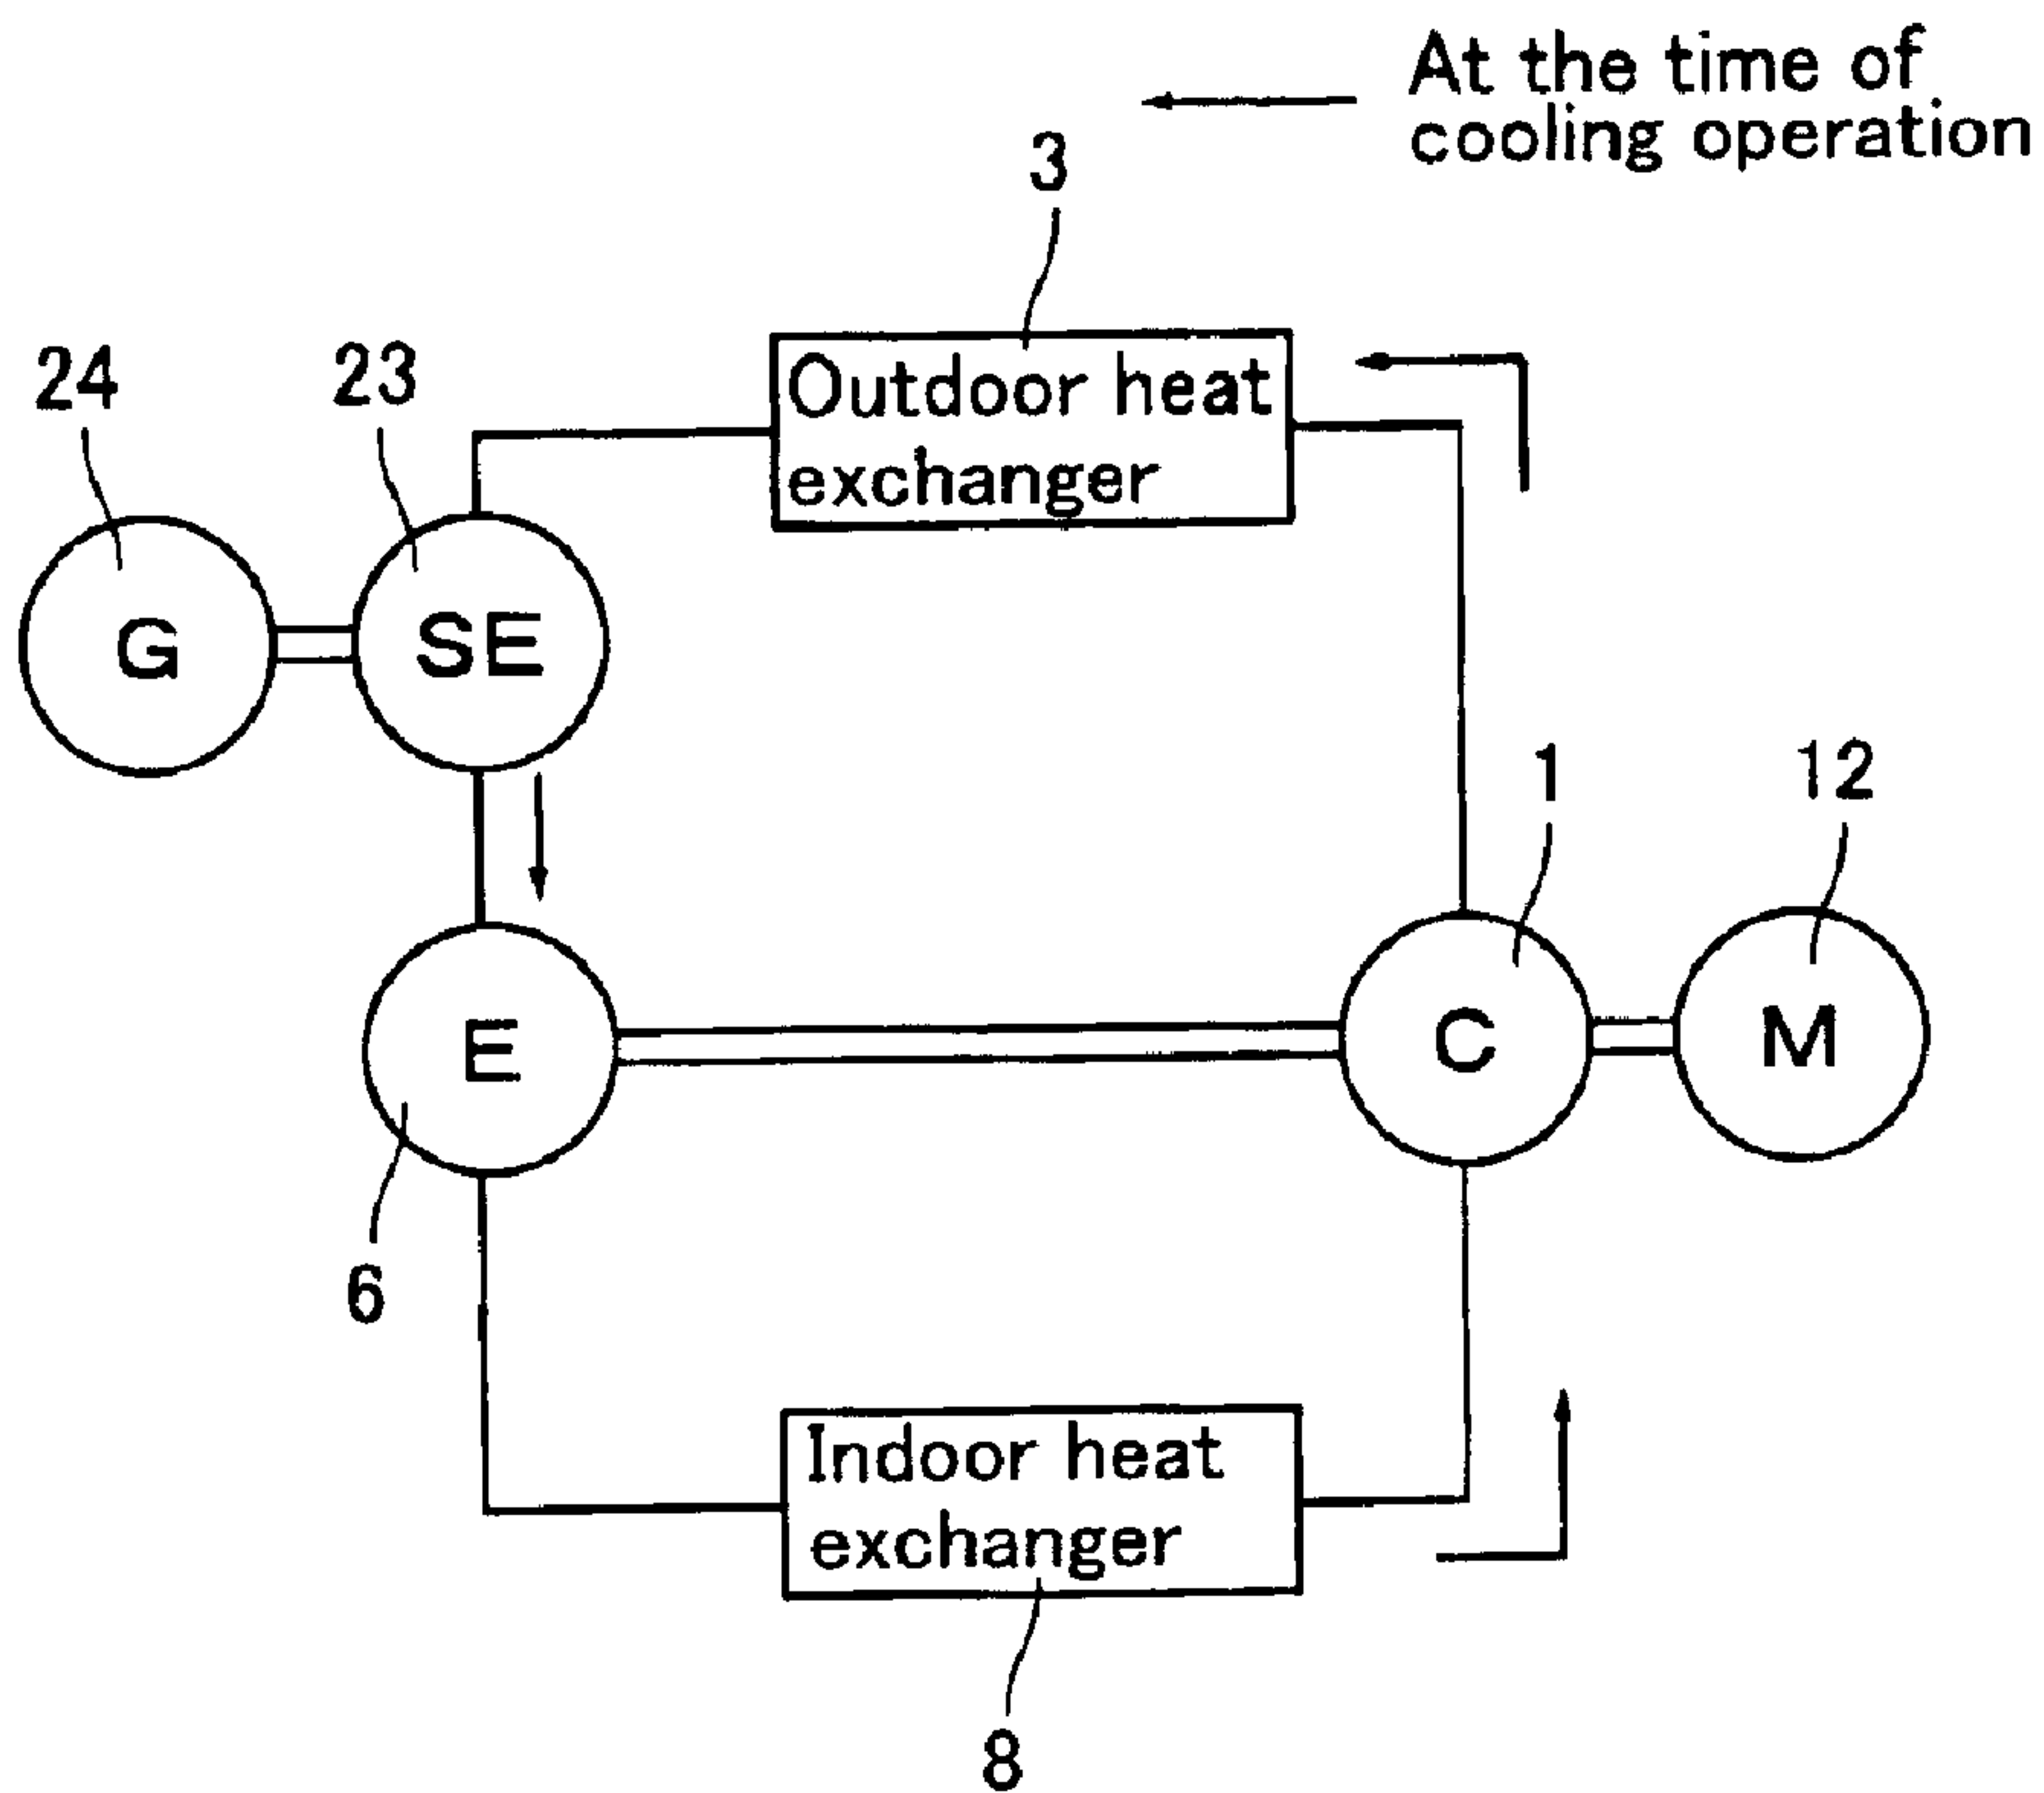 At the time of
cooling operation
3
Outdoor heat
exchanger
24
23
G
SE
1
12
E
C
M
6
Indoor heat
exchanger
8